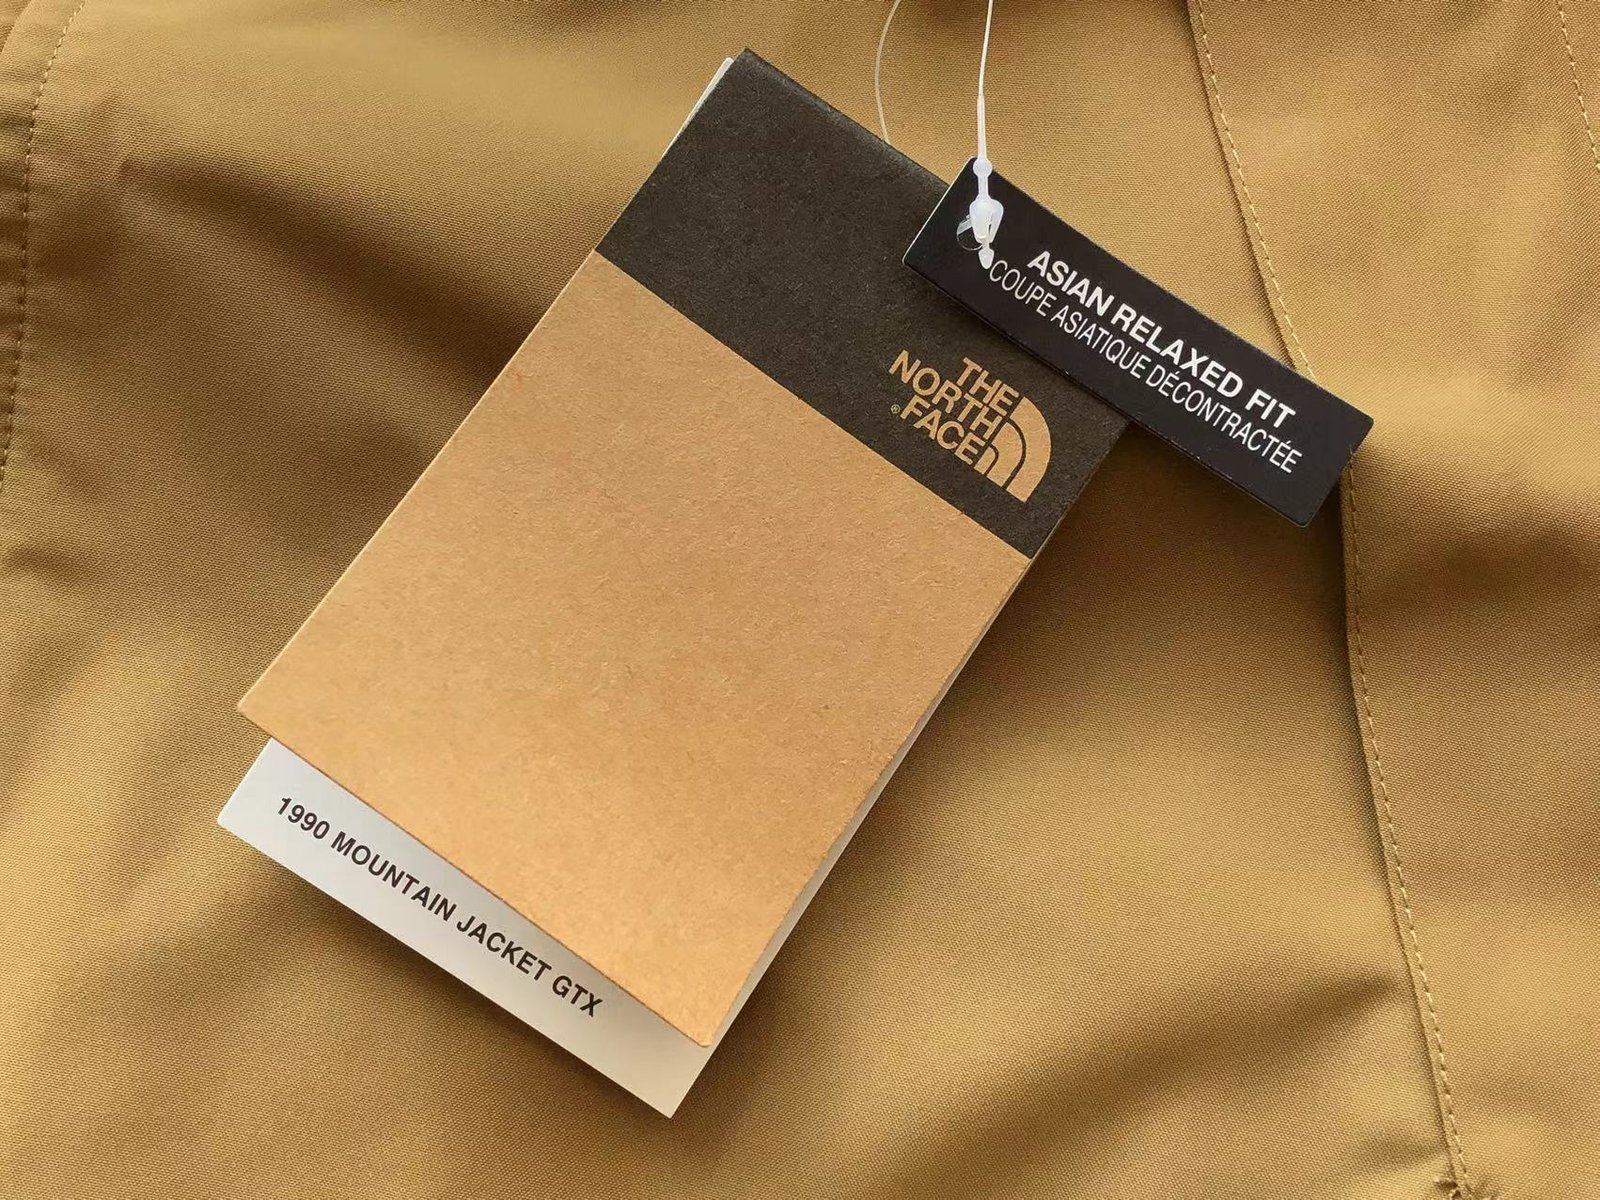 THE
NORTH
FACE®
ASIAN RELAXED FIT
COUPE ASIATIQUE DÉCONTRACTÉE
1990 MOUNTAIN JACKET GTX